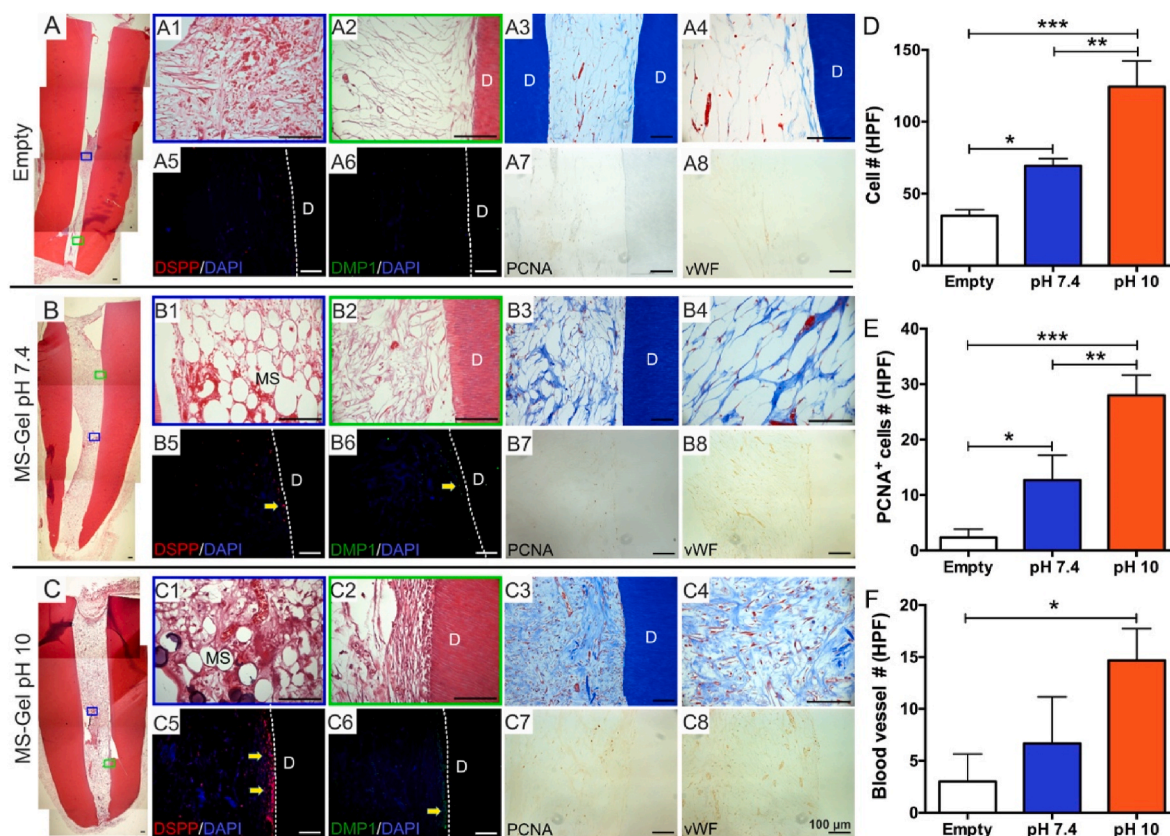 A
A1
A2
A3
A4
D
D
D
D
Empty
A5
A6
A7
A8
D
D
DSPP/DAPI
DMP1/DAPI
PCNA
vWF
B
B1
B2
B3
B4
MS
D
D
MS-Gel pH 7.4
B5
B6
B7
B8
D
D
DSPP/DAPI
DMP1/DAPI
PCNA
vWF
C
C1
C2
C3
C4
MS
D
D
MS-Gel pH 10
C5
C6
C7
C8
D
D
DSPP/DAPI
DMP1/DAPI
PCNA
vWF
100 µm
D
***
**
*
150
100
50
0
Cell # (HPF)
Empty
pH 7.4
pH 10
E
***
**
*
40
30
20
10
0
PCNA+ cells # (HPF)
Empty
pH 7.4
pH 10
F
*
20
15
10
5
0
Blood vessel # (HPF)
Empty
pH 7.4
pH 10